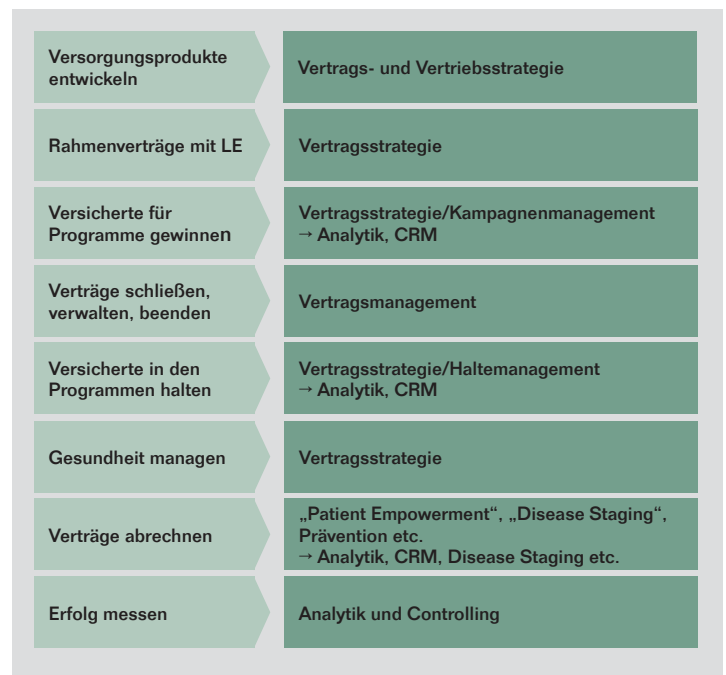 Versorgungsprodukte
entwickeln
Vertrags- und Vertriebsstrategie
Rahmenverträge mit LE
Vertragsstrategie
Versicherte für
Programme gewinnen
Vertragsstrategie/Kampagnenmanagement
→ Analytik, CRM
Verträge schließen,
verwalten, beenden
Vertragsmanagement
Versicherte in den
Programmen halten
Vertragsstrategie/Haltemanagement
→ Analytik, CRM
Gesundheit managen
Vertragsstrategie
Verträge abrechnen
„Patient Empowerment“, „Disease Staging“,
Prävention etc.
→ Analytik, CRM, Disease Staging etc.
Erfolg messen
Analytik und Controlling